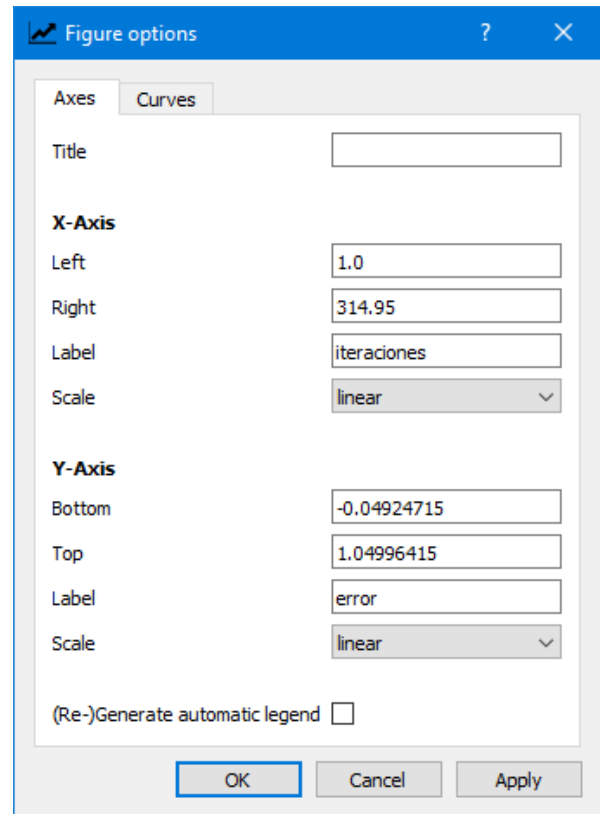 Figure options
Axes Curves
Title
X-Axis
Left 1.0
Right 314.95
Label iteraciones
Scale linear
Y-Axis
Bottom -0.04924715
Top 1.04996415
Label error
Scale linear
(Re-)Generate automatic legend
OK Cancel Apply